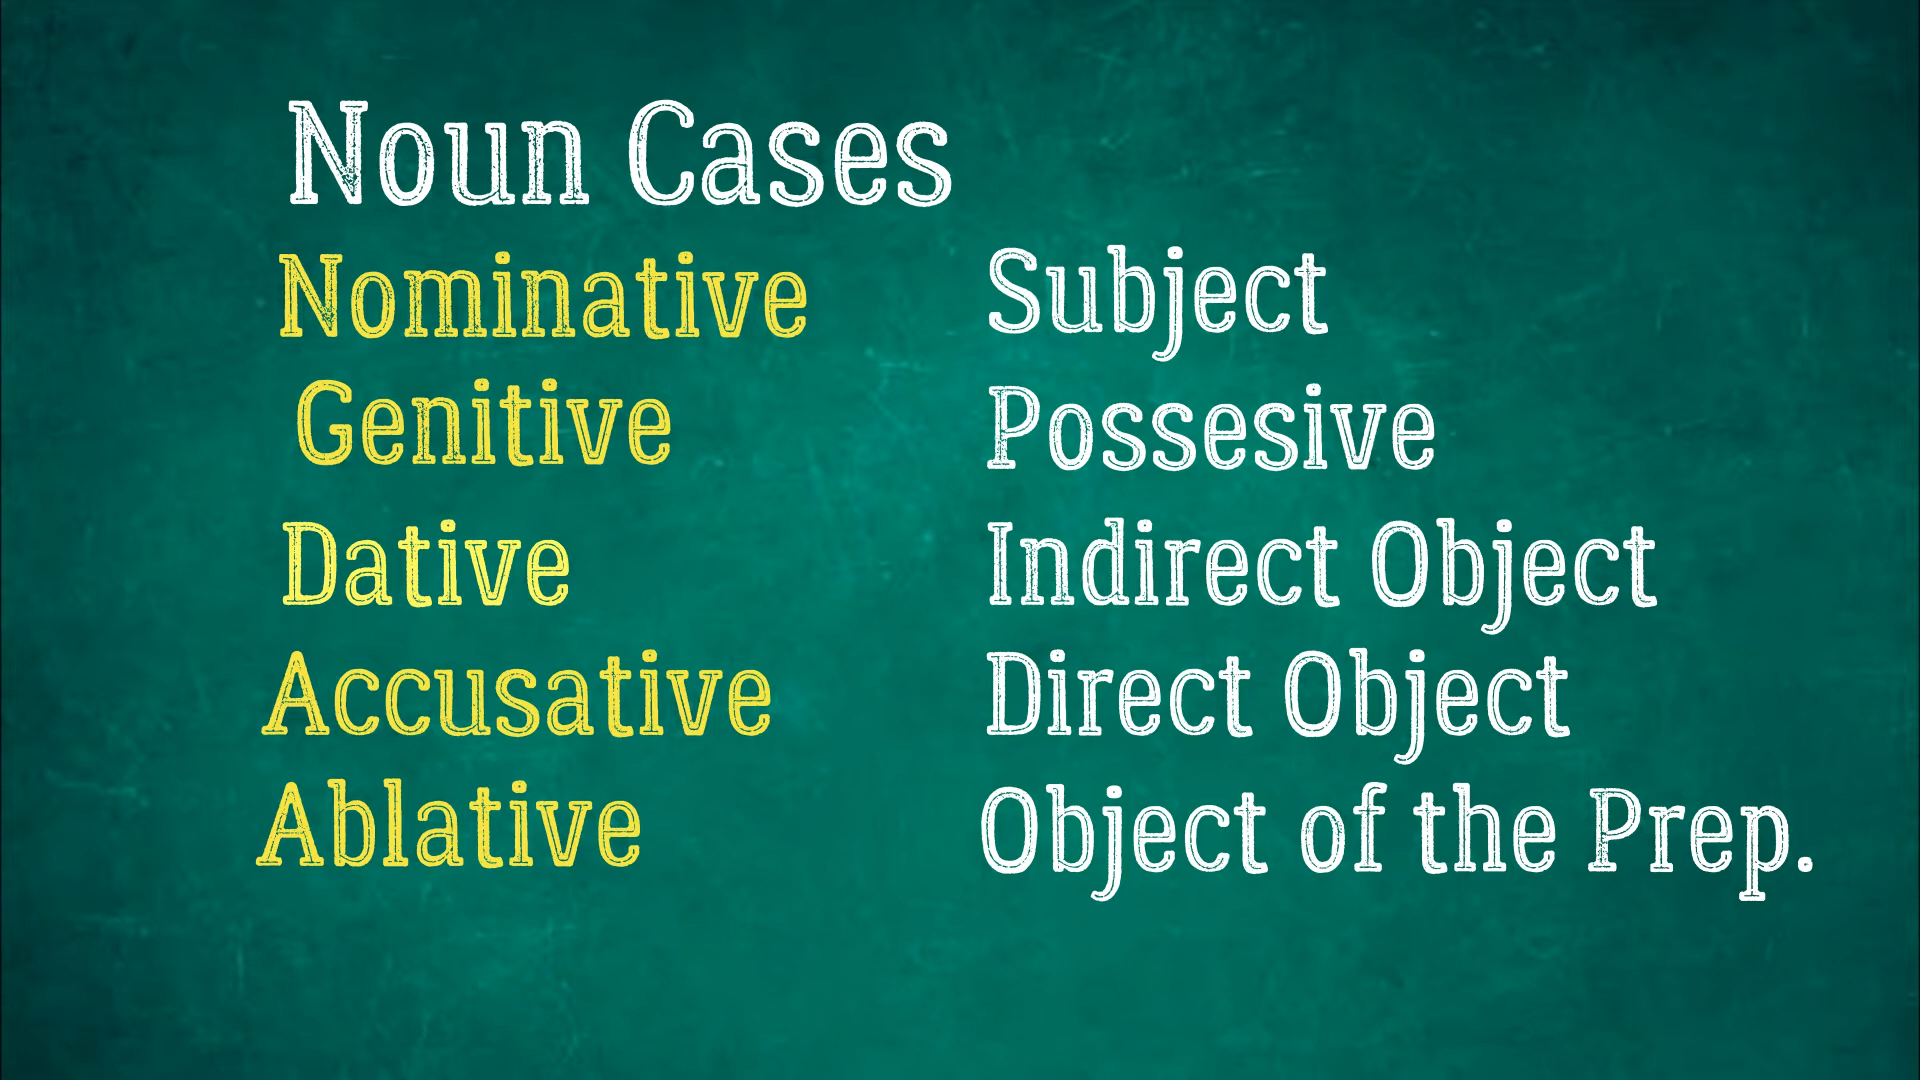 Noun Cases
Nominative Subject
Genitive Possesive
Dative Indirect Object
Accusative Direct Object
Ablative Object of the Prep.